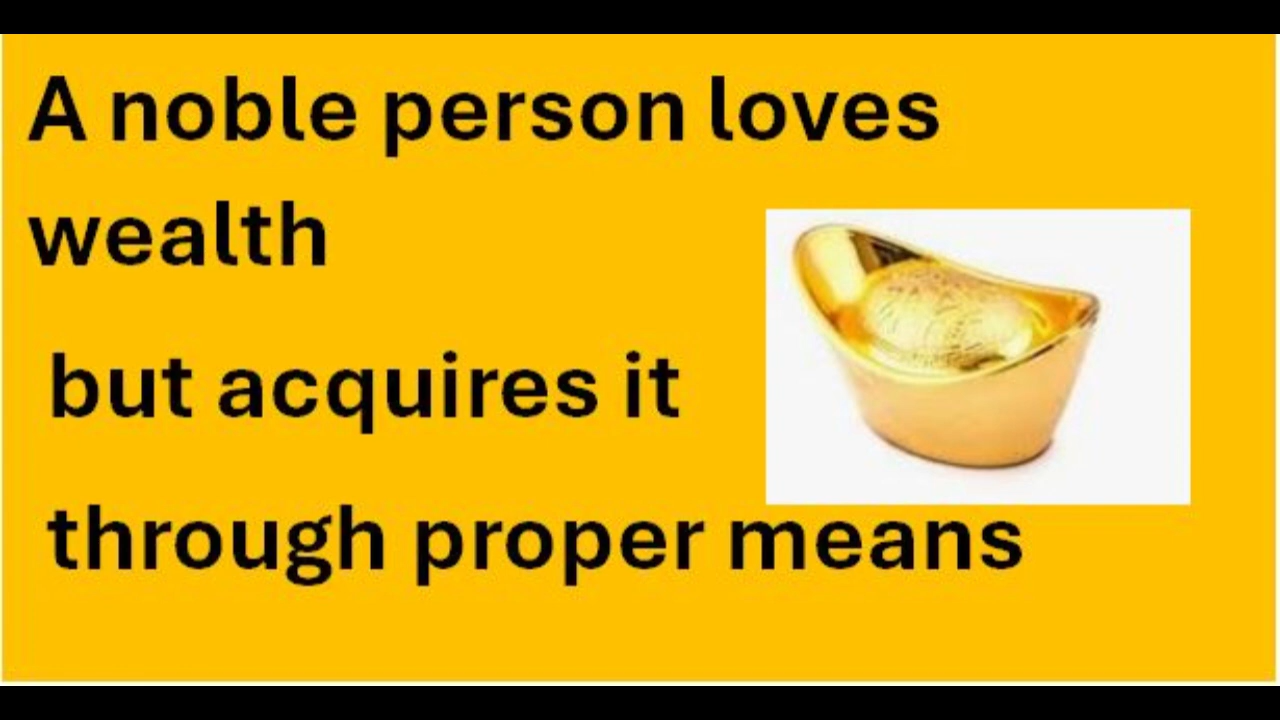 A noble person loves
wealth
but acquires it
through proper means